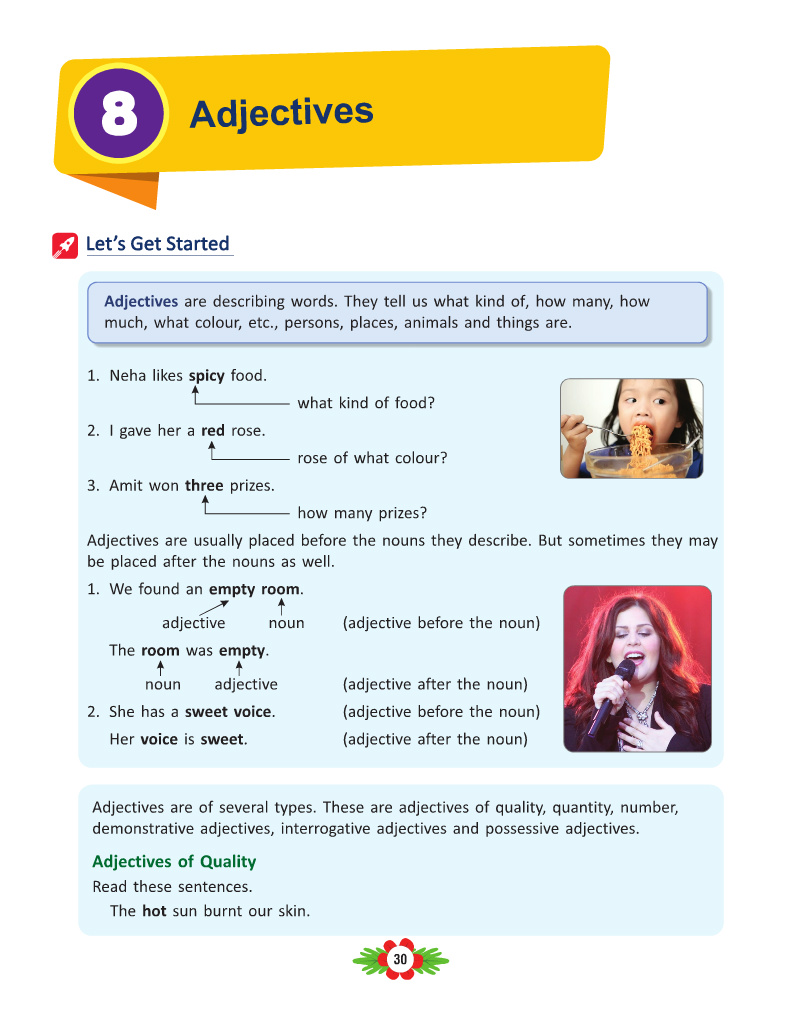 8
Adjectives
Let's Get Started
Adjectives are describing words. They tell us what kind of, how many, how
much, what colour, etc., persons, places, animals and things are.
1. Neha likes spicy food.
what kind of food?
2. I gave her a red rose.
rose of what colour?
3. Amit won three prizes.
how many prizes?
Adjectives are usually placed before the nouns they describe. But sometimes they may
be placed after the nouns as well.
1. We found an empty room.
adjective noun (adjective before the noun)
The room was empty.
noun adjective (adjective after the noun)
2. She has a sweet voice. (adjective before the noun)
Her voice is sweet. (adjective after the noun)
Adjectives are of several types. These are adjectives of quality, quantity, number,
demonstrative adjectives, interrogative adjectives and possessive adjectives.
Adjectives of Quality
Read these sentences.
The hot sun burnt our skin.
30